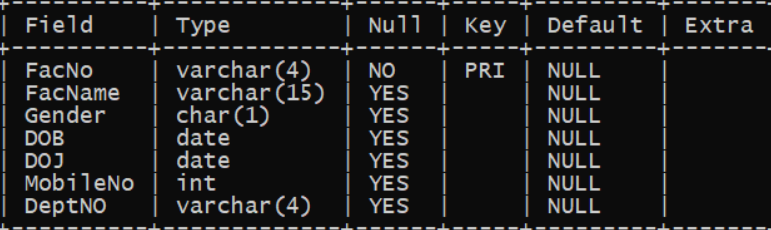 | Field | Type | Null | Key | Default | Extra
| FacNo | varchar(4) | NO | PRI | NULL |
| FacName | varchar(15) | YES | | NULL |
| Gender | char(1) | YES | | NULL |
| DOB | date | YES | | NULL |
| DOJ | date | YES | | NULL |
| MobileNo | int | YES | | NULL |
| DeptNO | varchar(4) | YES | | NULL |